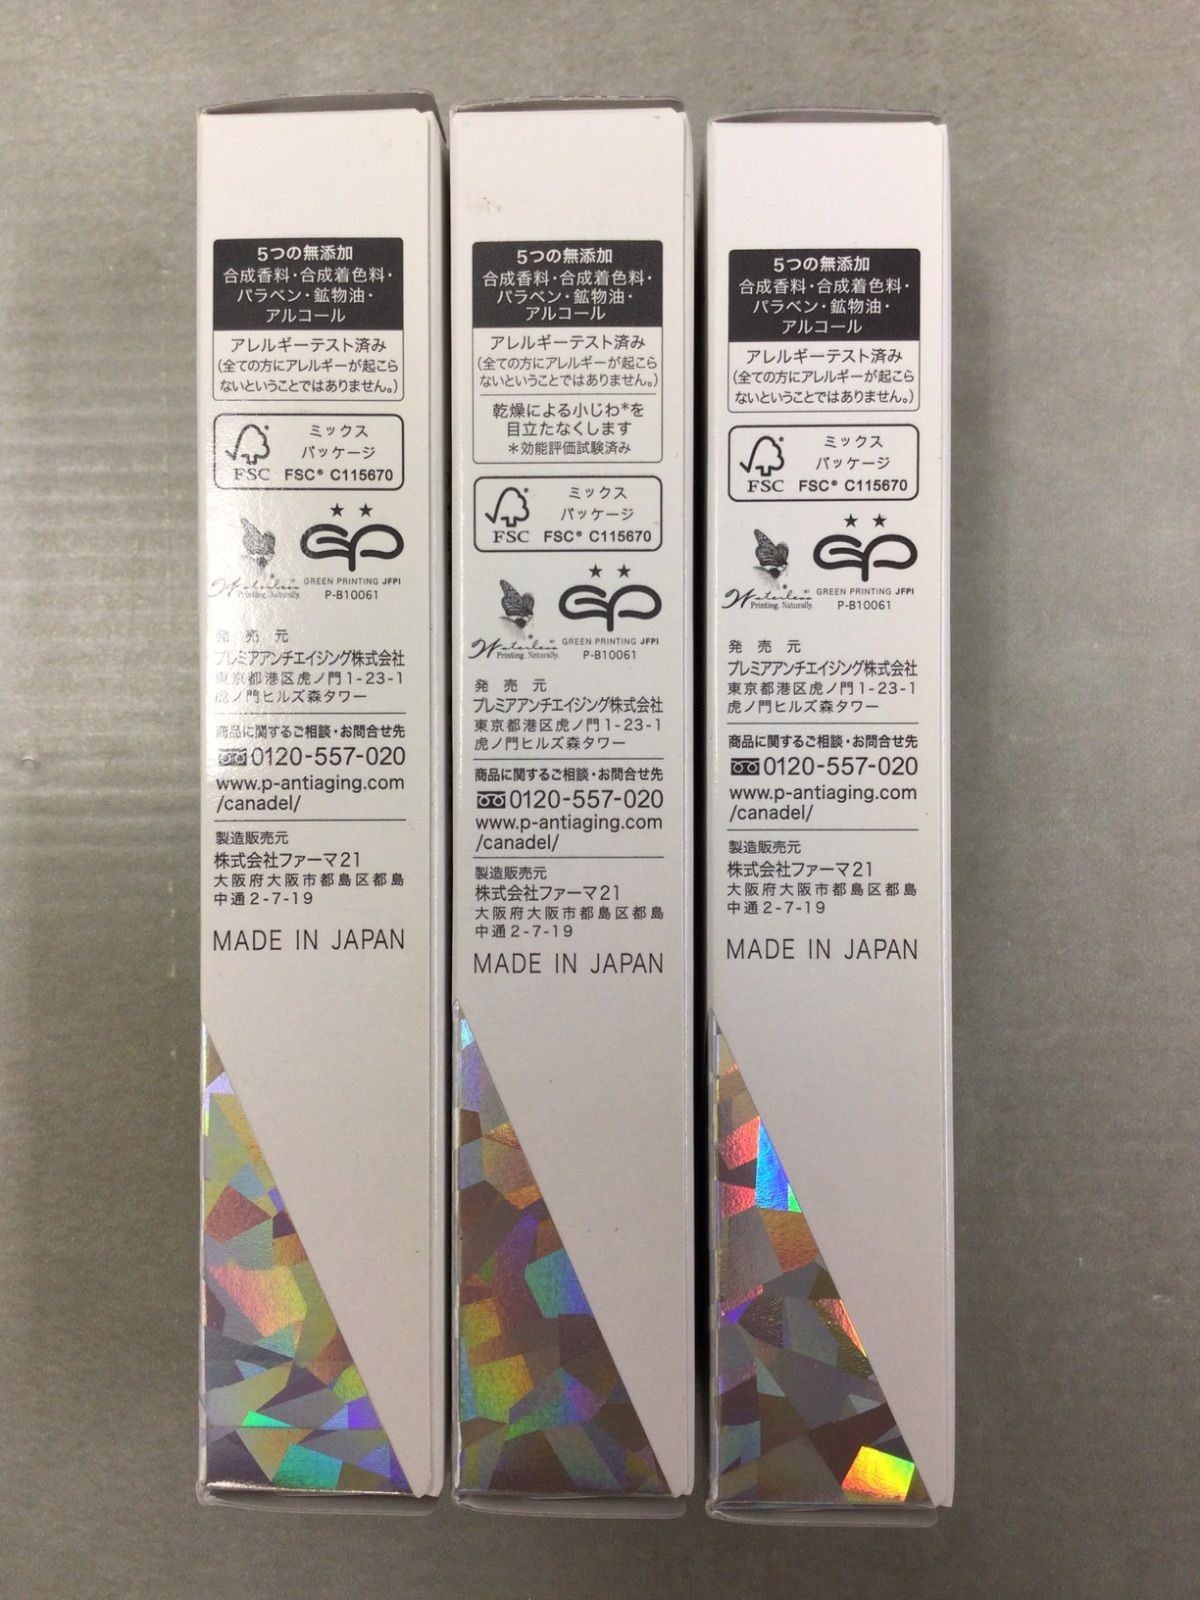 5つの無添加
合成香料・合成着色料・
パラベン・鉱物油・
アルコール
アレルギーテスト済み
(全ての方にアレルギーが起こら
ないということではありません。)
FSC
ミックス
パッケージ
FSC® C115670
Waterless
Printing. Naturally.
GREEN PRINTING JFPI
P-B10061
発売元
プレミアアンチエイジング株式会社
東京都港区虎ノ門1-23-1
虎ノ門ヒルズ森タワー
商品に関するご相談・お問合せ先
0120-557-020
www.p-antiaging.com
/canadel/
製造販売元
株式会社ファーマ21
大阪府大阪市都島区都島
中通2-7-19
MADE IN JAPAN
5つの無添加
合成香料・合成着色料・
パラベン・鉱物油・
アルコール
アレルギーテスト済み
(全ての方にアレルギーが起こら
ないということではありません。)
乾燥による小じわ*を
目立たなくします
*効能評価試験済み
FSC
ミックス
パッケージ
FSC® C115670
Waterless
Printing. Naturally.
GREEN PRINTING JFPI
P-B10061
発売元
プレミアアンチエイジング株式会社
東京都港区虎ノ門1-23-1
虎ノ門ヒルズ森タワー
商品に関するご相談・お問合せ先
0120-557-020
www.p-antiaging.com
/canadel/
製造販売元
株式会社ファーマ21
大阪府大阪市都島区都島
中通2-7-19
MADE IN JAPAN
5つの無添加
合成香料・合成着色料・
パラベン・鉱物油・
アルコール
アレルギーテスト済み
(全ての方にアレルギーが起こら
ないということではありません。)
FSC
ミックス
パッケージ
FSC® C115670
Waterless
Printing. Naturally.
GREEN PRINTING JFPI
P-B10061
発売元
プレミアアンチエイジング株式会社
東京都港区虎ノ門1-23-1
虎ノ門ヒルズ森タワー
商品に関するご相談・お問合せ先
0120-557-020
www.p-antiaging.com
/canadel/
製造販売元
株式会社ファーマ21
大阪府大阪市都島区都島
中通2-7-19
MADE IN JAPAN